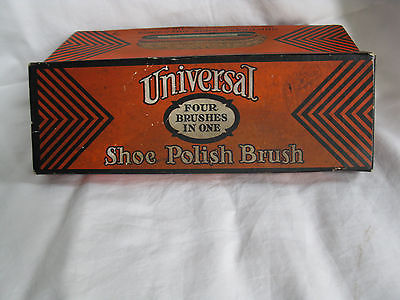 Universal
FOUR
BRUSHES
IN ONE
Shoe Polish Brush